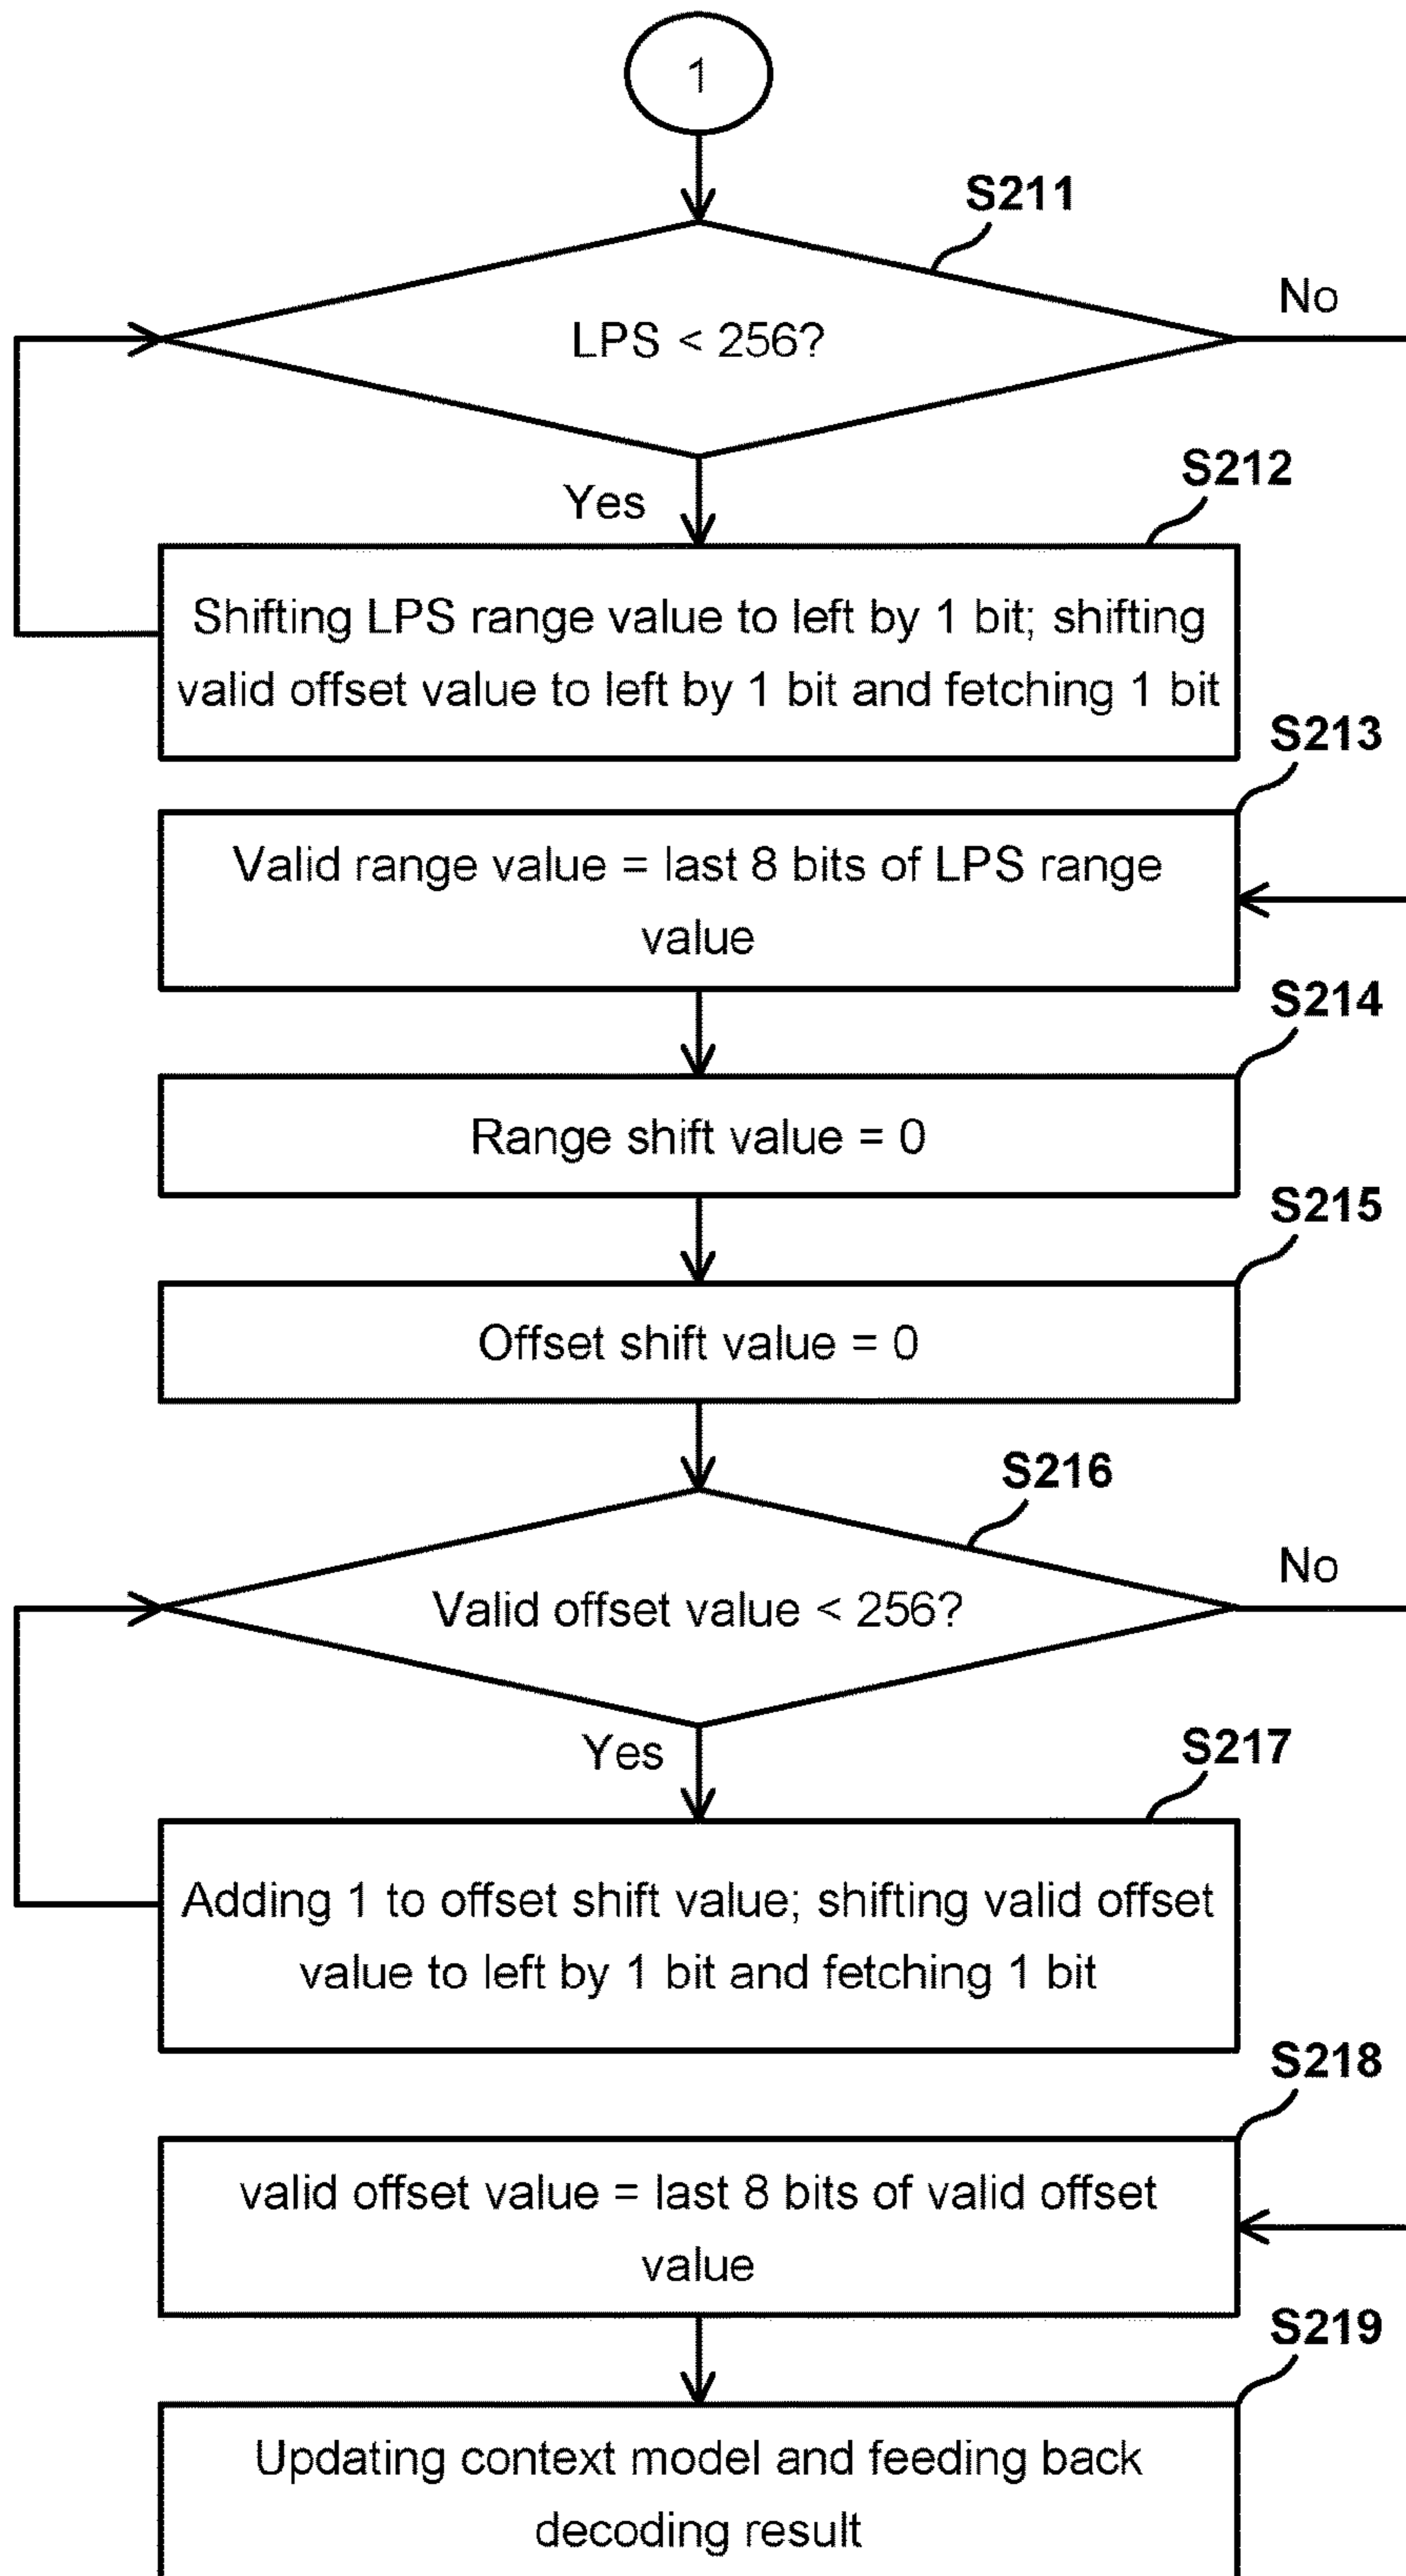 1
S211
No
LPS < 256?
S212
Yes
Shifting LPS range value to left by 1 bit; shifting
valid offset value to left by 1 bit and fetching 1 bit
S213
Valid range value = last 8 bits of LPS range
value
S214
Range shift value = 0
S215
Offset shift value = 0
S216
No
Valid offset value < 256?
S217
Yes
Adding 1 to offset shift value; shifting valid offset
value to left by 1 bit and fetching 1 bit
S218
valid offset value = last 8 bits of valid offset
value
S219
Updating context model and feeding back
decoding result